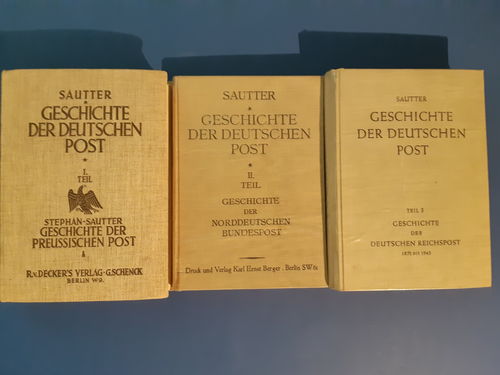 SAUTTER
GESCHICHTE
DER DEUTSCHEN
POST
I.
TEIL
STEPHAN-SAUTTER
GESCHICHTE DER
PREUSSISCHEN POST
R.v.DECKER'S VERLAG·G.SCHENCK
BERLIN W9.
SAUTTER
GESCHICHTE
DER DEUTSCHEN
POST
II.
TEIL
GESCHICHTE
DER
NORDDEUTSCHEN
BUNDESPOST
Druck und Verlag Karl Ernst Berger . Berlin SW 61
SAUTTER
GESCHICHTE
DER DEUTSCHEN
POST
TEIL 3
GESCHICHTE
DER
DEUTSCHEN REICHSPOST
1871 BIS 1945